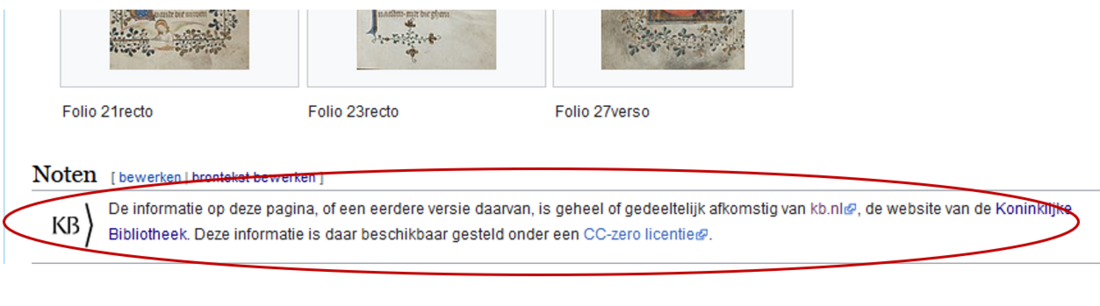 Folio 21recto
Folio 23recto
Folio 27verso
Noten [ bewerken | brontekst bewerken ]
KB
De informatie op deze pagina, of een eerdere versie daarvan, is geheel of gedeeltelijk afkomstig van kb.nl, de website van de Koninklijke
Bibliotheek. Deze informatie is daar beschikbaar gesteld onder een CC-zero licentie.